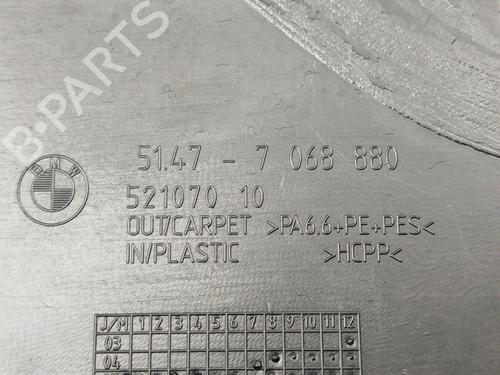 B-PARTS
BMW
51.47 - 7 068 880
521070 10
OUT/CARPET >PA6.6+PE+PES<
IN/PLASTIC >HCPP<
J/M 1 2 3 4 5 6 7 8 9 10 11 12
03
04